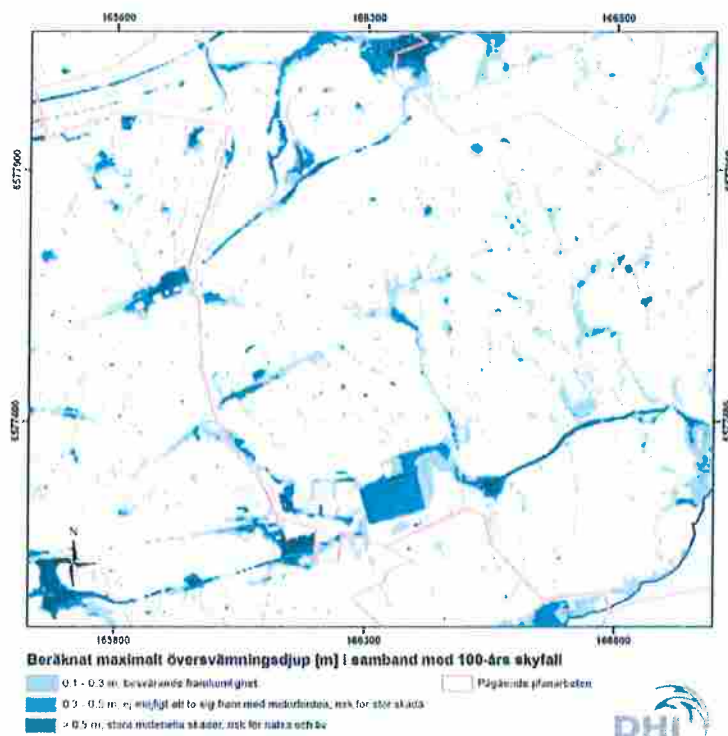 165800 166300 166800
6577900
6577400
N
165800 166300 166800
Beräknat maximalt översvämningsdjup [m] i samband med 100-års skyfall
0,1 - 0,3 m, besvärande framkomlighet
Pågående planarbeten
0,3 - 0,5 m, ej möjligt att ta sig fram med motorfordon, risk för stor skada
> 0,5 m, stora materiella skador, risk för hälsa och liv
DHI